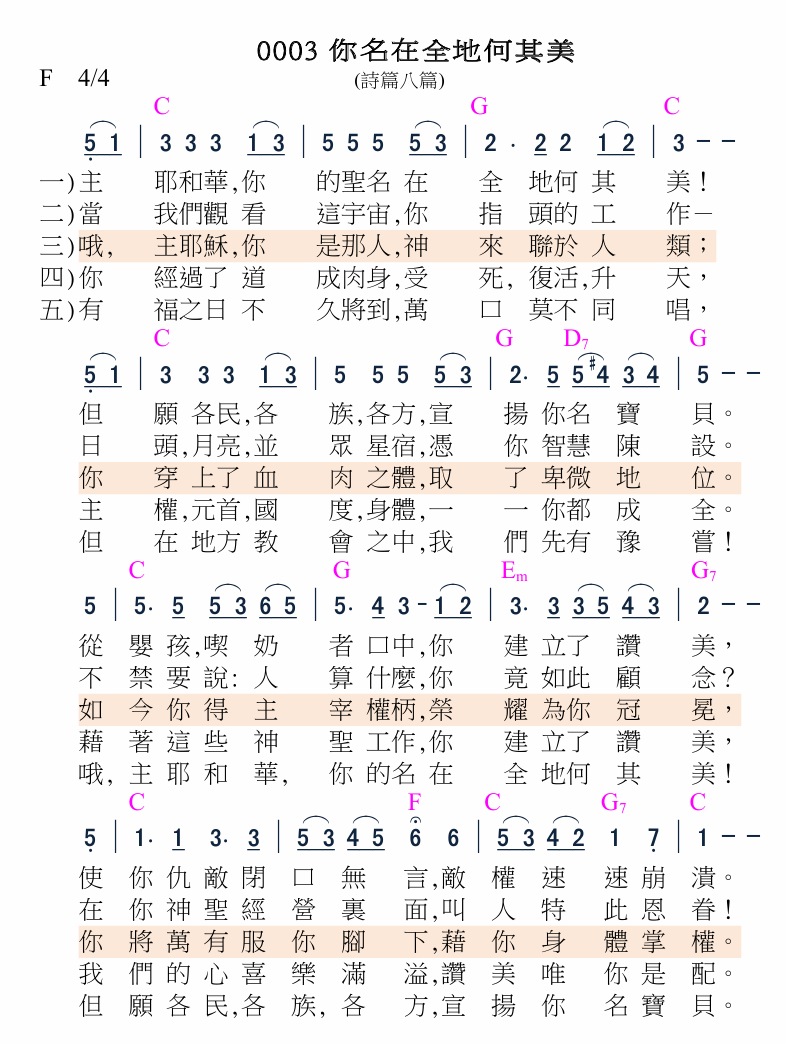 0003 你名在全地何其美
(詩篇八篇)
F 4/4
C G C
5 1 | 3 3 3 1 3 | 5 5 5 5 3 | 2 · 2 2 1 2 | 3 − −
一)主 耶和華,你 的聖名 在 全 地何 其 美!
二)當 我們觀 看 這宇宙,你 指 頭的 工 作－
三)哦, 主耶穌,你 是那人,神 來 聯於 人 類；
四)你 經過了 道 成肉身,受 死, 復活,升 天，
五)有 福之日 不 久將到,萬 口 莫不 同 唱，
C G D7 G
5 1 | 3 3 3 1 3 | 5 5 5 5 3 | 2· 5 5 #4 3 4 | 5 − −
但 願 各民,各 族,各方,宣 揚 你名 寶 貝。
日 頭,月亮,並 眾 星宿,憑 你 智慧 陳 設。
你 穿 上了 血 肉 之體,取 了 卑微 地 位。
主 權,元首,國 度,身體,一 一 你都 成 全。
但 在 地方 教 會 之中,我 們 先有 豫 嘗!
C G Em G7
5 | 5· 5 5 3 6 5 | 5· 4 3 - 1 2 | 3· 3 3 5 4 3 | 2 − −
從 嬰 孩,喫 奶 者 口中,你 建 立了 讚 美，
不 禁 要 說: 人 算 什麼,你 竟 如此 顧 念?
如 今 你 得 主 宰 權柄,榮 耀 為你 冠 冕，
藉 著 這 些 神 聖 工作,你 建 立了 讚 美，
哦, 主 耶 和 華, 你 的名 在 全 地何 其 美!
C F C G7 C
5 | 1· 1 3· 3 | 5 3 4 5 6 6 | 5 3 4 2 1 7 | 1 − −
使 你 仇 敵 閉 口 無 言,敵 權 速 速 崩 潰。
在 你 神 聖 經 營 裏 面,叫 人 特 此 恩 眷!
你 將 萬 有 服 你 腳 下,藉 你 身 體 掌 權。
我 們 的 心 喜 樂 滿 溢,讚 美 唯 你 是 配。
但 願 各 民,各 族, 各 方,宣 揚 你 名 寶 貝。